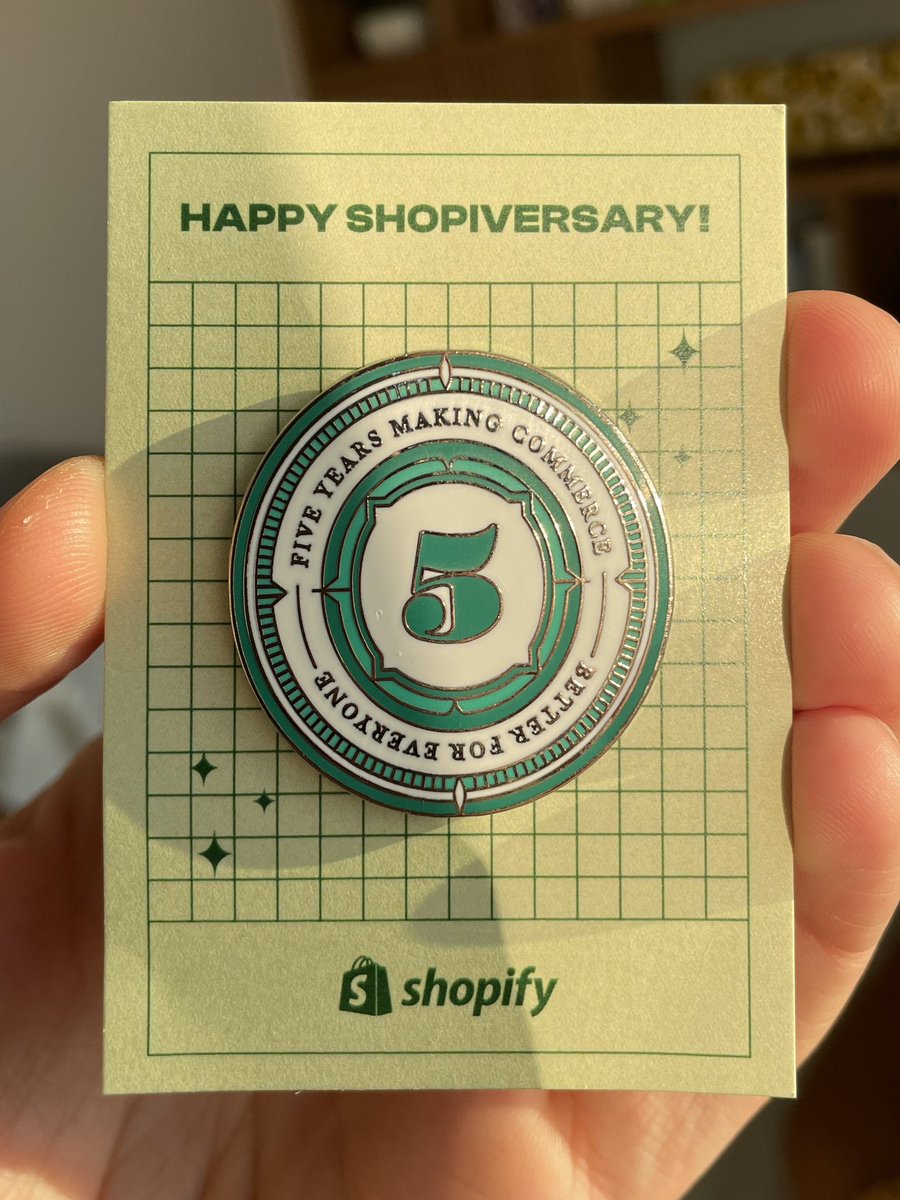 HAPPY SHOPIVERSARY!
FIVE YEARS MAKING COMMERCE
5
BETTER FOR EVERYONE
S shopify